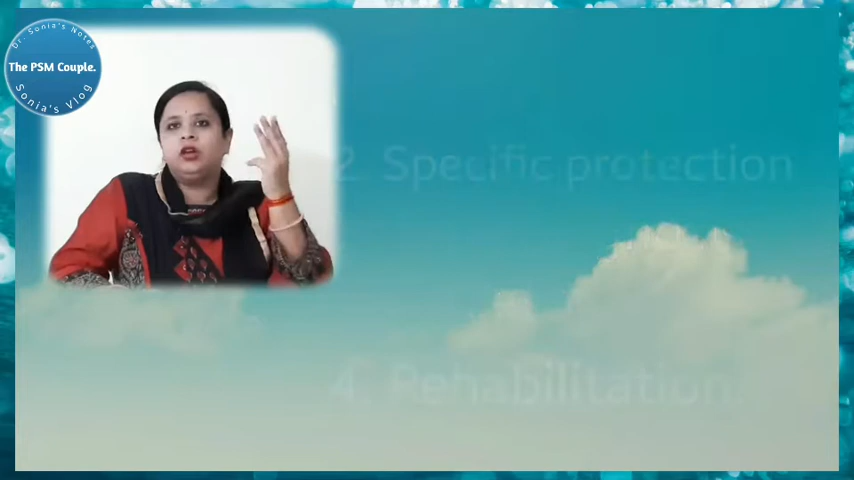 Dr. Sonia's Notes
The PSM Couple.
Sonia's Vlog
2. Specific protection
4. Rehabilitation